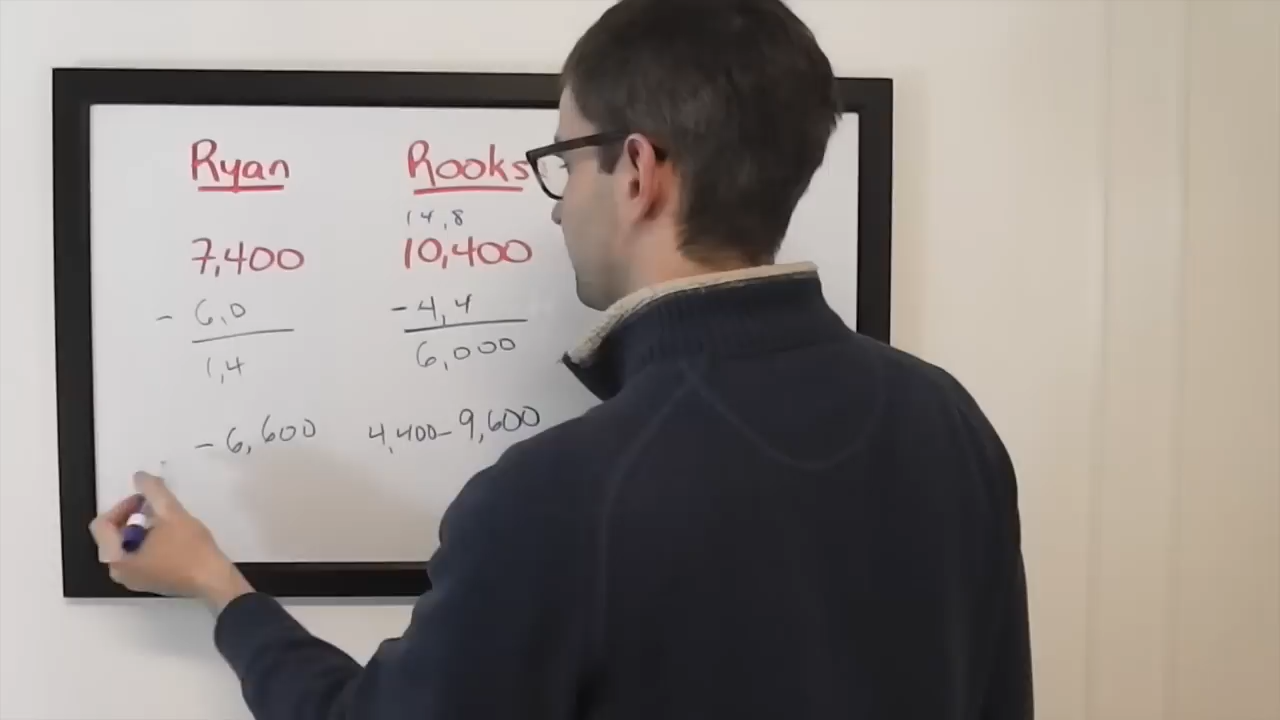 Ryan Rooks
14,8
7,400 10,400
- 6,0 - 4,4
1,4 6,000
- 6,600 4,400- 9,600